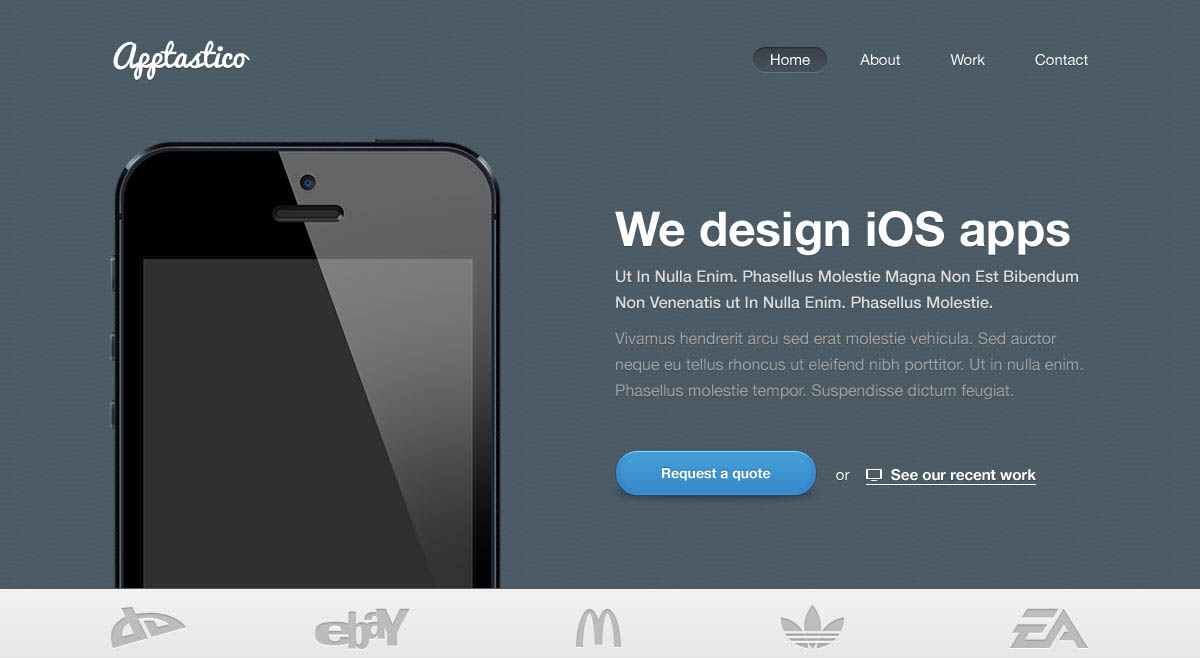 Apptastico
Home
About
Work
Contact
We design iOS apps
Ut In Nulla Enim. Phasellus Molestie Magna Non Est Bibendum
Non Venenatis ut In Nulla Enim. Phasellus Molestie.
Vivamus hendrerit arcu sed erat molestie vehicula. Sed auctor
neque eu tellus rhoncus ut eleifend nibh porttitor. Ut in nulla enim.
Phasellus molestie tempor. Suspendisse dictum feugiat.
Request a quote
or
See our recent work
da
ebaY
M
EA